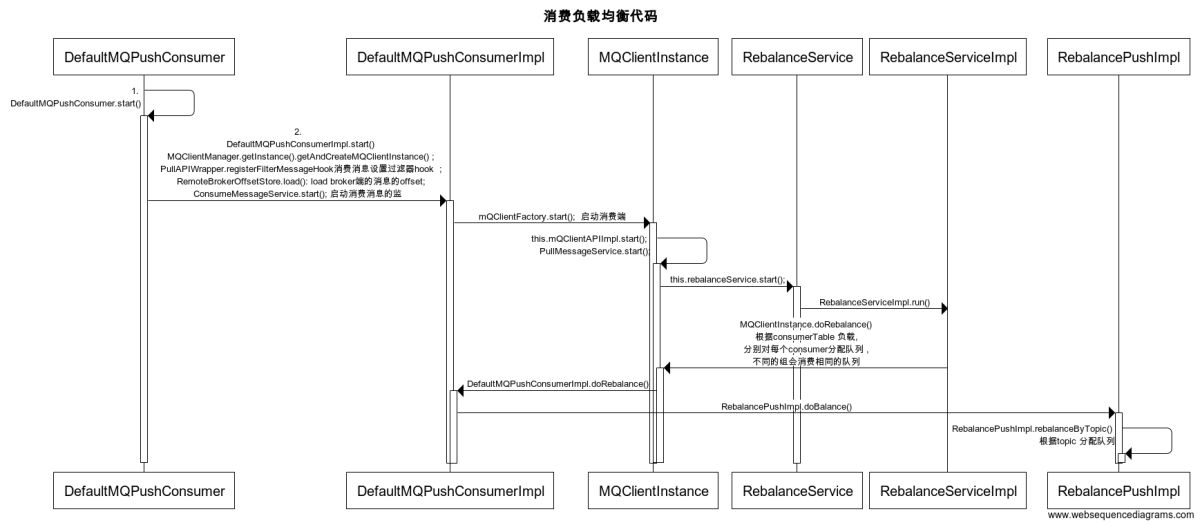 消费负载均衡代码
DefaultMQPushConsumer
DefaultMQPushConsumerImpl
MQClientInstance
RebalanceService
RebalanceServiceImpl
RebalancePushImpl
1.
DefaultMQPushConsumer.start()
2.
DefaultMQPushConsumerImpl.start()
MQClientManager.getInstance().getAndCreateMQClientInstance() ;
PullAPIWrapper.registerFilterMessageHook消费消息设置过滤器hook ;
RemoteBrokerOffsetStore.load(): load broker端的消息的offset;
ConsumeMessageService.start(); 启动消费消息的监
mQClientFactory.start(); 启动消费端
this.mQClientAPIImpl.start();
PullMessageService.start();
this.rebalanceService.start();
RebalanceServiceImpl.run()
MQClientInstance.doRebalance()
根据consumerTable 负载,
分别对每个consumer分配队列 ,
不同的组会消费相同的队列
DefaultMQPushConsumerImpl.doRebalance()
RebalancePushImpl.doBalance()
RebalancePushImpl.rebalanceByTopic()
根据topic 分配队列
DefaultMQPushConsumer
DefaultMQPushConsumerImpl
MQClientInstance
RebalanceService
RebalanceServiceImpl
RebalancePushImpl
www.websequencediagrams.com